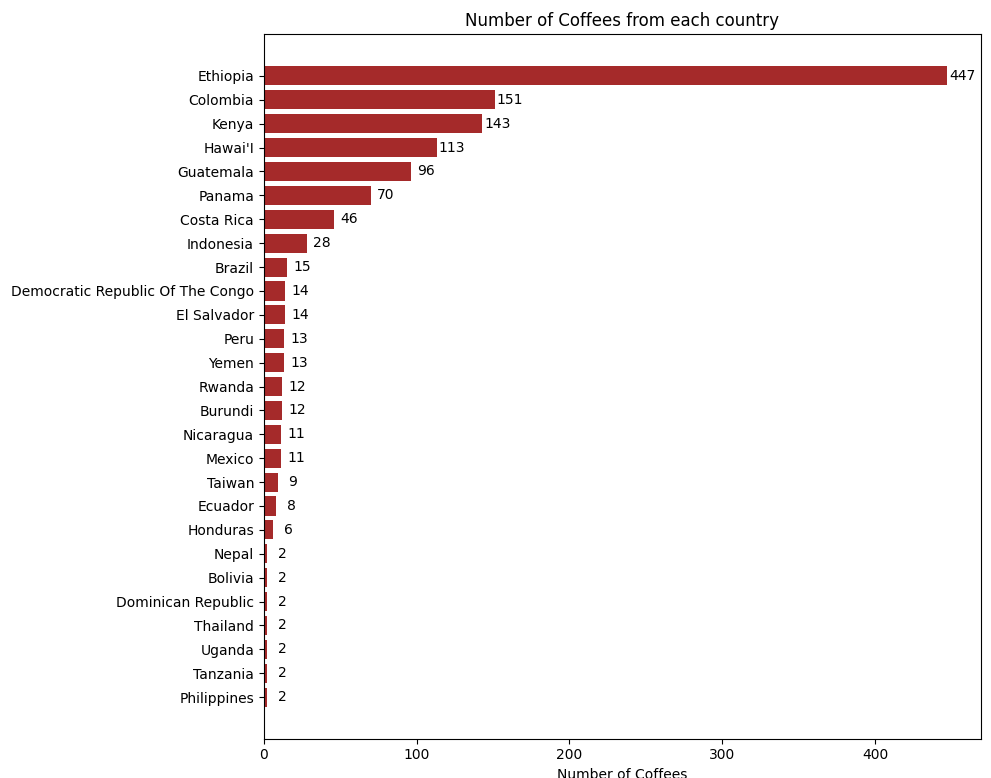 Number of Coffees from each country
Ethiopia 447
Colombia 151
Kenya 143
Hawai'I 113
Guatemala 96
Panama 70
Costa Rica 46
Indonesia 28
Brazil 15
Democratic Republic Of The Congo 14
El Salvador 14
Peru 13
Yemen 13
Rwanda 12
Burundi 12
Nicaragua 11
Mexico 11
Taiwan 9
Ecuador 8
Honduras 6
Nepal 2
Bolivia 2
Dominican Republic 2
Thailand 2
Uganda 2
Tanzania 2
Philippines 2
0 100 200 300 400
Number of Coffees